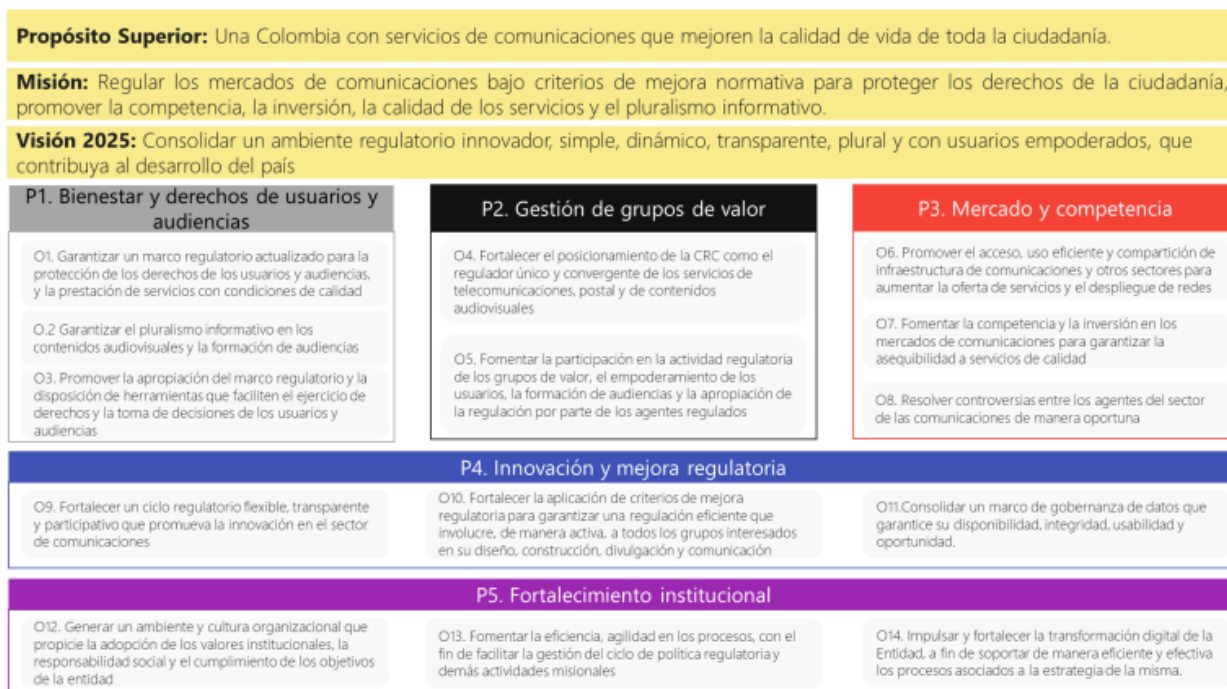 Propósito Superior: Una Colombia con servicios de comunicaciones que mejoren la calidad de vida de toda la ciudadanía.
Misión: Regular los mercados de comunicaciones bajo criterios de mejora normativa para proteger los derechos de la ciudadanía,
promover la competencia, la inversión, la calidad de los servicios y el pluralismo informativo.
Visión 2025: Consolidar un ambiente regulatorio innovador, simple, dinámico, transparente, plural y con usuarios empoderados, que
contribuya al desarrollo del país
P1. Bienestar y derechos de usuarios y
audiencias
O1. Garantizar un marco regulatorio actualizado para la
protección de los derechos de los usuarios y audiencias,
y la prestación de servicios con condiciones de calidad
O.2 Garantizar el pluralismo informativo en los
contenidos audiovisuales y la formación de audiencias
O3. Promover la apropiación del marco regulatorio y la
disposición de herramientas que faciliten el ejercicio de
derechos y la toma de decisiones de los usuarios y
audiencias
P2. Gestión de grupos de valor
O4. Fortalecer el posicionamiento de la CRC como el
regulador único y convergente de los servicios de
telecomunicaciones, postal y de contenidos
audiovisuales
O5. Fomentar la participación en la actividad regulatoria
de los grupos de valor, el empoderamiento de los
usuarios, la formación de audiencias y la apropiación de
la regulación por parte de los agentes regulados
P3. Mercado y competencia
O6. Promover el acceso, uso eficiente y compartición de
infraestructura de comunicaciones y otros sectores para
aumentar la oferta de servicios y el despliegue de redes
O7. Fomentar la competencia y la inversión en los
mercados de comunicaciones para garantizar la
asequibilidad a servicios de calidad
O8. Resolver controversias entre los agentes del sector
de las comunicaciones de manera oportuna
P4. Innovación y mejora regulatoria
O9. Fortalecer un ciclo regulatorio flexible, transparente
y participativo que promueva la innovación en el sector
de comunicaciones
O10. Fortalecer la aplicación de criterios de mejora
regulatoria para garantizar una regulación eficiente que
involucre, de manera activa, a todos los grupos interesados
en su diseño, construcción, divulgación y comunicación
O11.Consolidar un marco de gobernanza de datos que
garantice su disponibilidad, integridad, usabilidad y
oportunidad.
P5. Fortalecimiento institucional
O12. Generar un ambiente y cultura organizacional que
propicie la adopción de los valores institucionales, la
responsabilidad social y el cumplimiento de los objetivos
de la entidad
O13. Fomentar la eficiencia, agilidad en los procesos, con el
fin de facilitar la gestión del ciclo de política regulatoria y
demás actividades misionales
O14. Impulsar y fortalecer la transformación digital de la
Entidad, a fin de soportar de manera eficiente y efectiva
los procesos asociados a la estrategia de la misma.